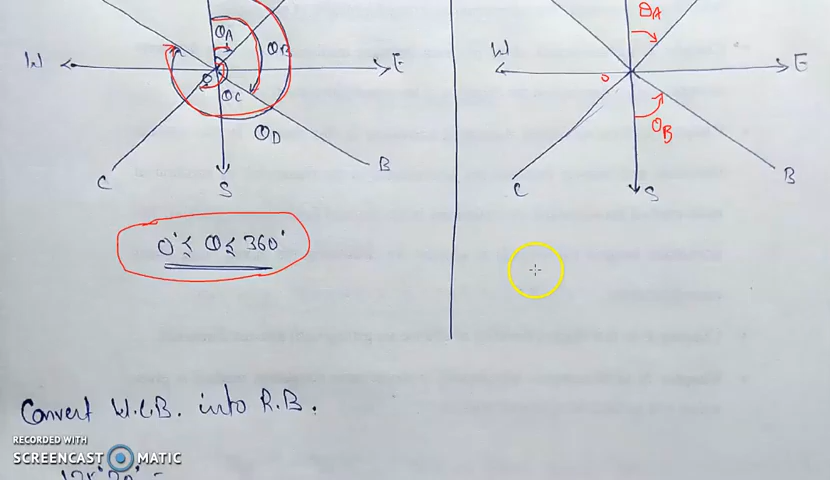 θA
θA
W
θB
E
W
O
E
O
θC
θD
θB
B
B
C
S
C
S
0° ≤ θ ≤ 360°
Convert W.C.B. into R.B.
RECORDED WITH
SCREENCAST MATIC